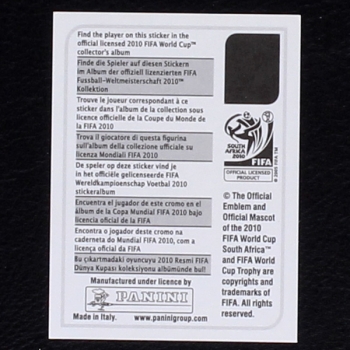 Find the player on this sticker in the
official licensed 2010 FIFA World Cup™
collector's album
Finde die Spieler auf diesen Stickern
im Album der offiziell lizenzierten FIFA
Fussball-Weltmeisterschaft 2010™
Kollektion
Trouve le joueur correspondant à ce
sticker dans l'album de la collection sous
licence officielle de la Coupe du Monde de
la FIFA 2010
Trova il giocatore di questa figurina
sull'album della collezione ufficiale su
licenza Mondiali FIFA 2010
De speler op deze sticker vind je
in het officiële gelicenseerde FIFA
Wereldkampioenschap Voetbal 2010
stickeralbum
Encuentra el jugador de este cromo en el
álbum de la Copa Mundial FIFA 2010 bajo
licencia oficial de la FIFA
Encontra o jogador deste cromo na
caderneta do Mundial FIFA 2010, com a
licença oficial da FIFA
Bu çıkartmadaki oyuncuyu 2010 Resmi FIFA
Dünya Kupası koleksiyonu albümünde bul!
Manufactured under licence by
PANINI
Made in Italy. www.paninigroup.com
SOUTH AFRICA
2010
FIFA
OFFICIAL LICENSED
PRODUCT
© The Official
Emblem and
Official Mascot
of the 2010
FIFA World Cup
South Africa™
and FIFA World
Cup Trophy are
copyrights and
trademarks of
FIFA. All rights
reserved.